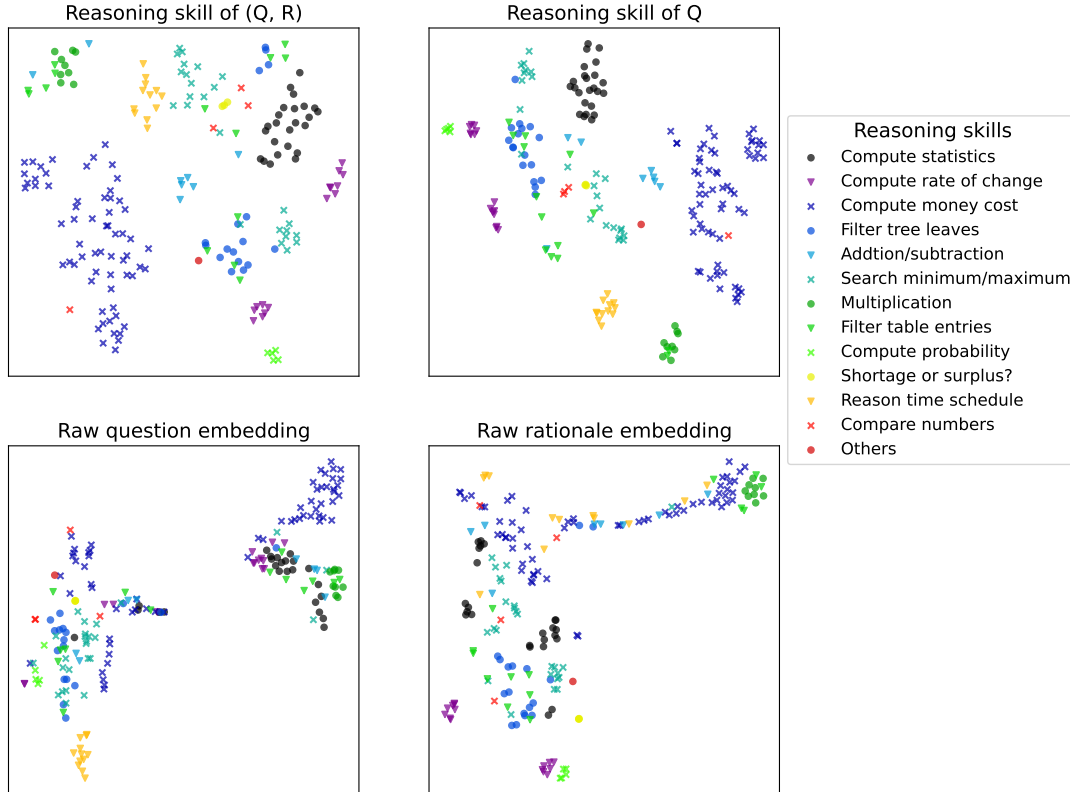 Reasoning skill of (Q, R)
Reasoning skill of Q
Reasoning skills
Compute statistics
Compute rate of change
Compute money cost
Filter tree leaves
Addtion/subtraction
Search minimum/maximum
Multiplication
Filter table entries
Compute probability
Shortage or surplus?
Reason time schedule
Compare numbers
Others
Raw question embedding
Raw rationale embedding